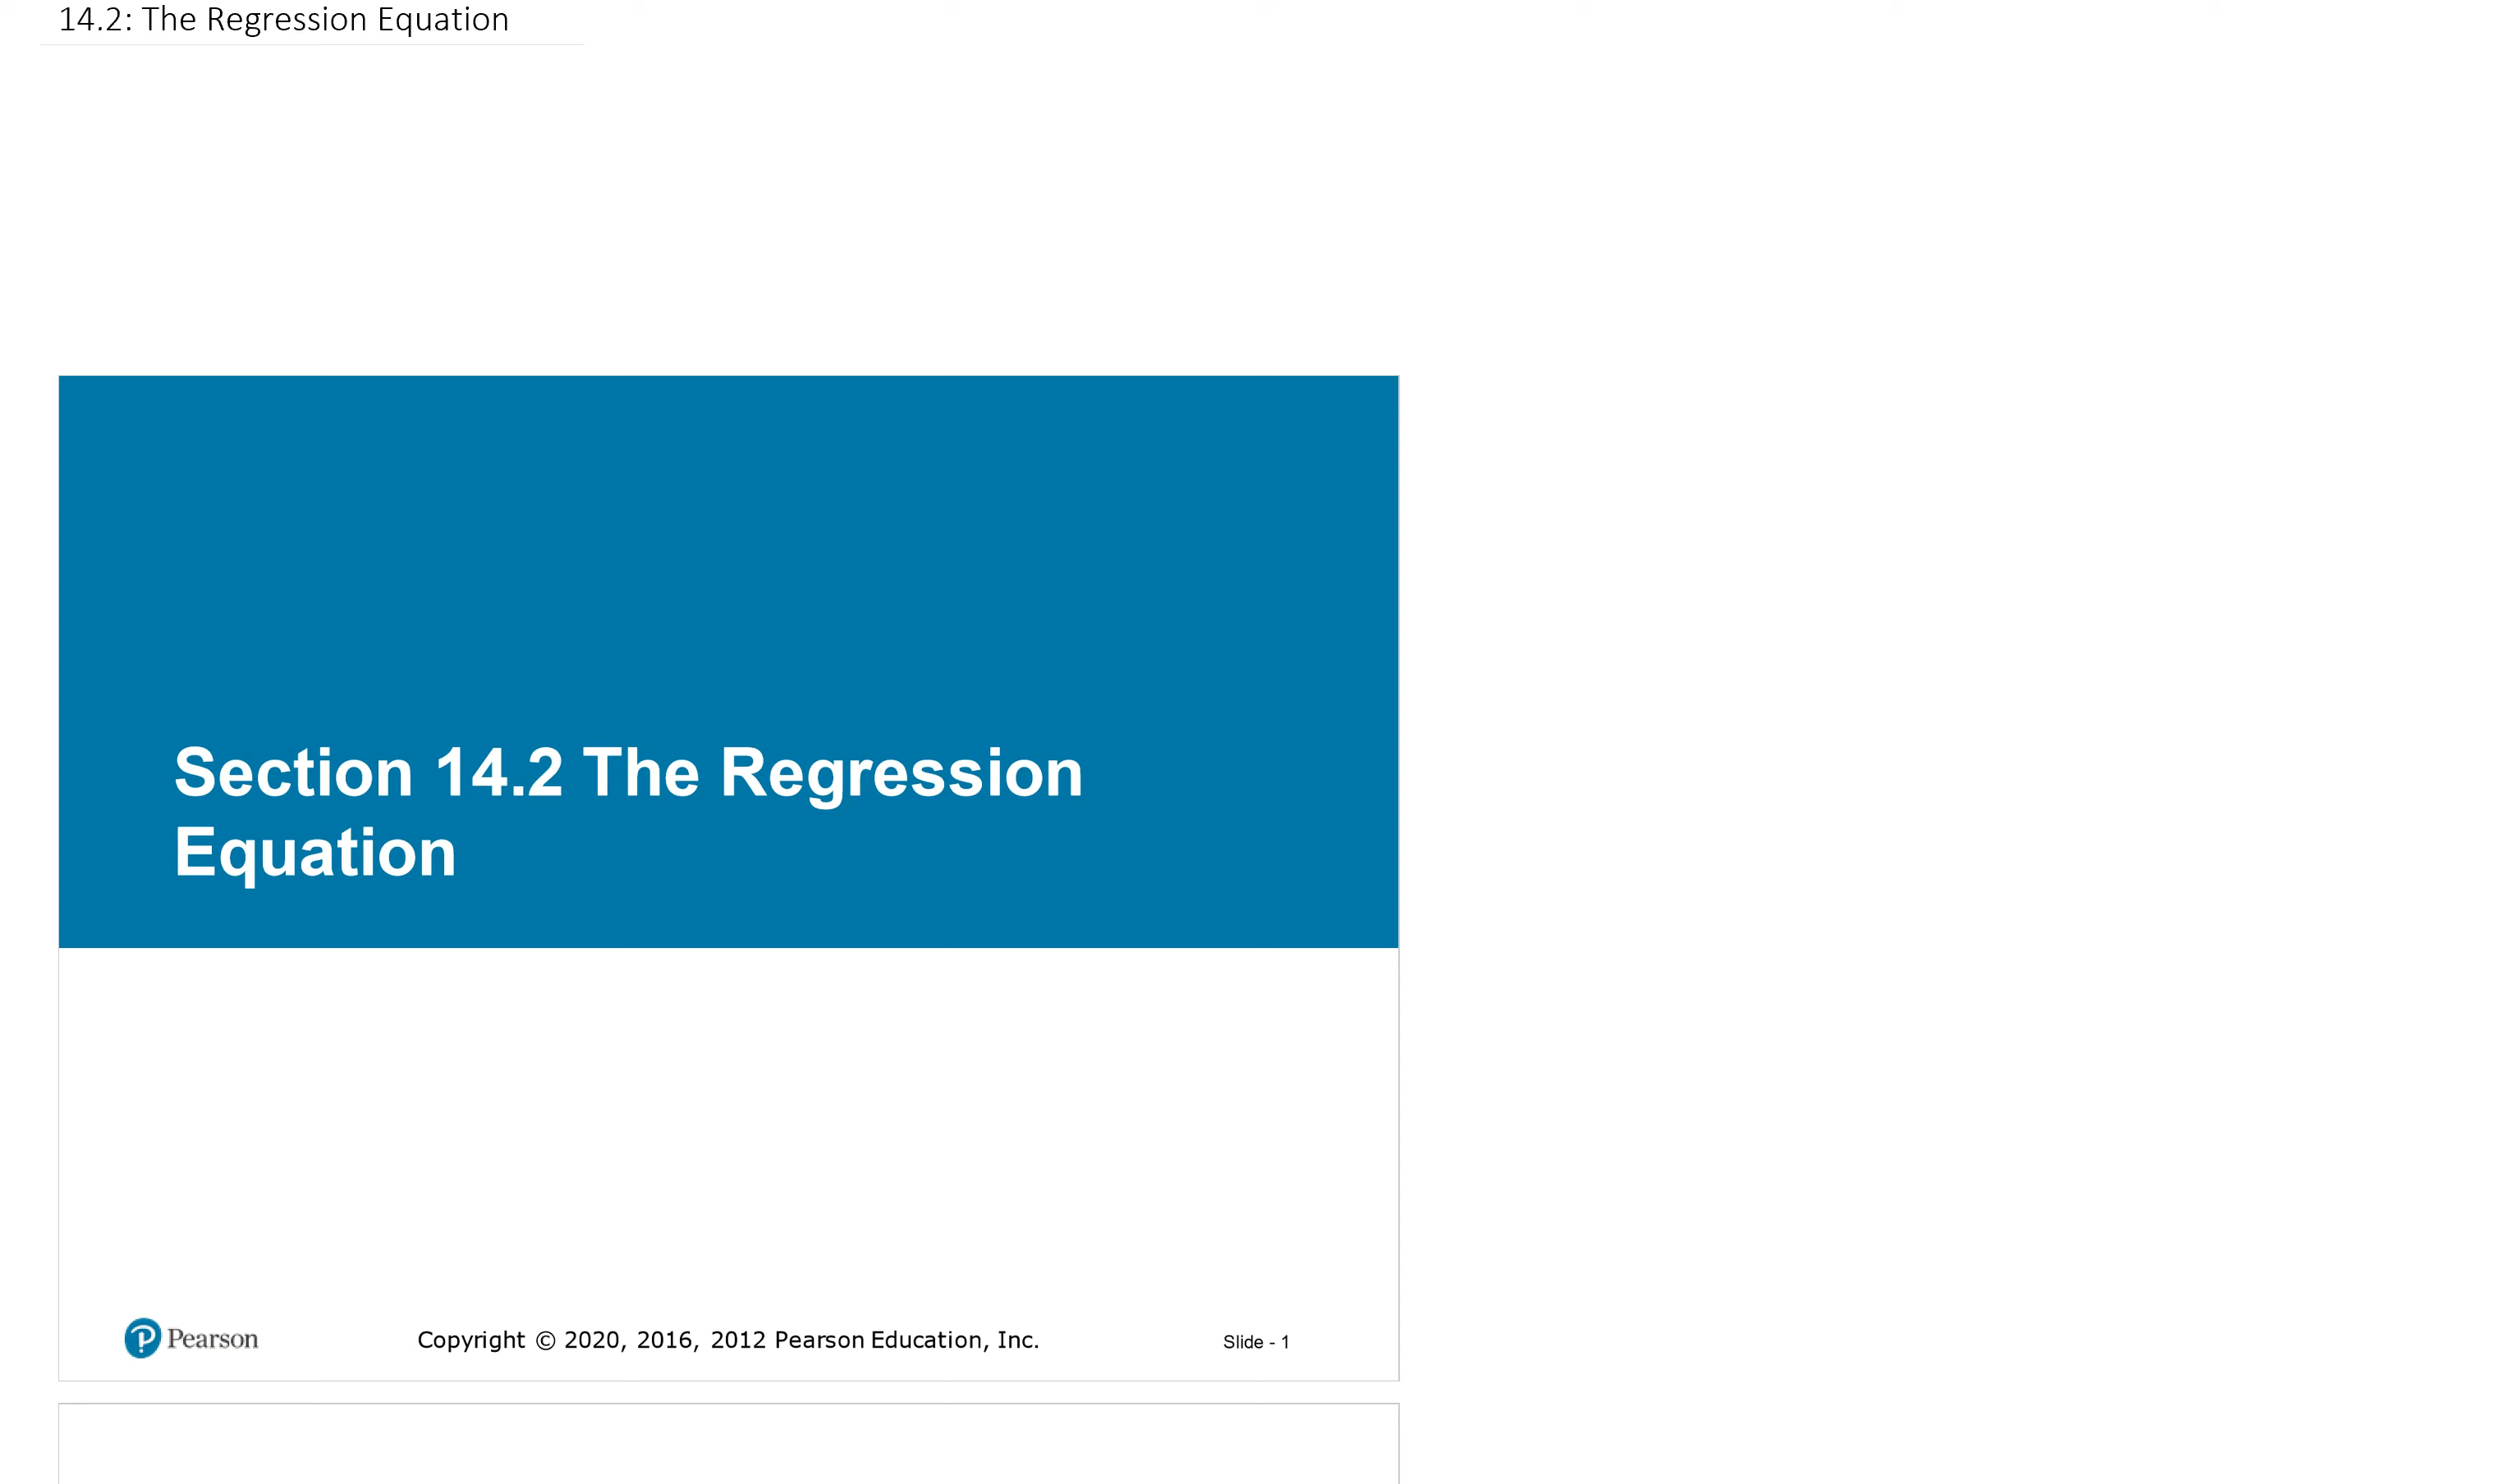 14.2: The Regression Equation
Section 14.2 The Regression
Equation
Pearson
Copyright © 2020, 2016, 2012 Pearson Education, Inc.
Slide - 1